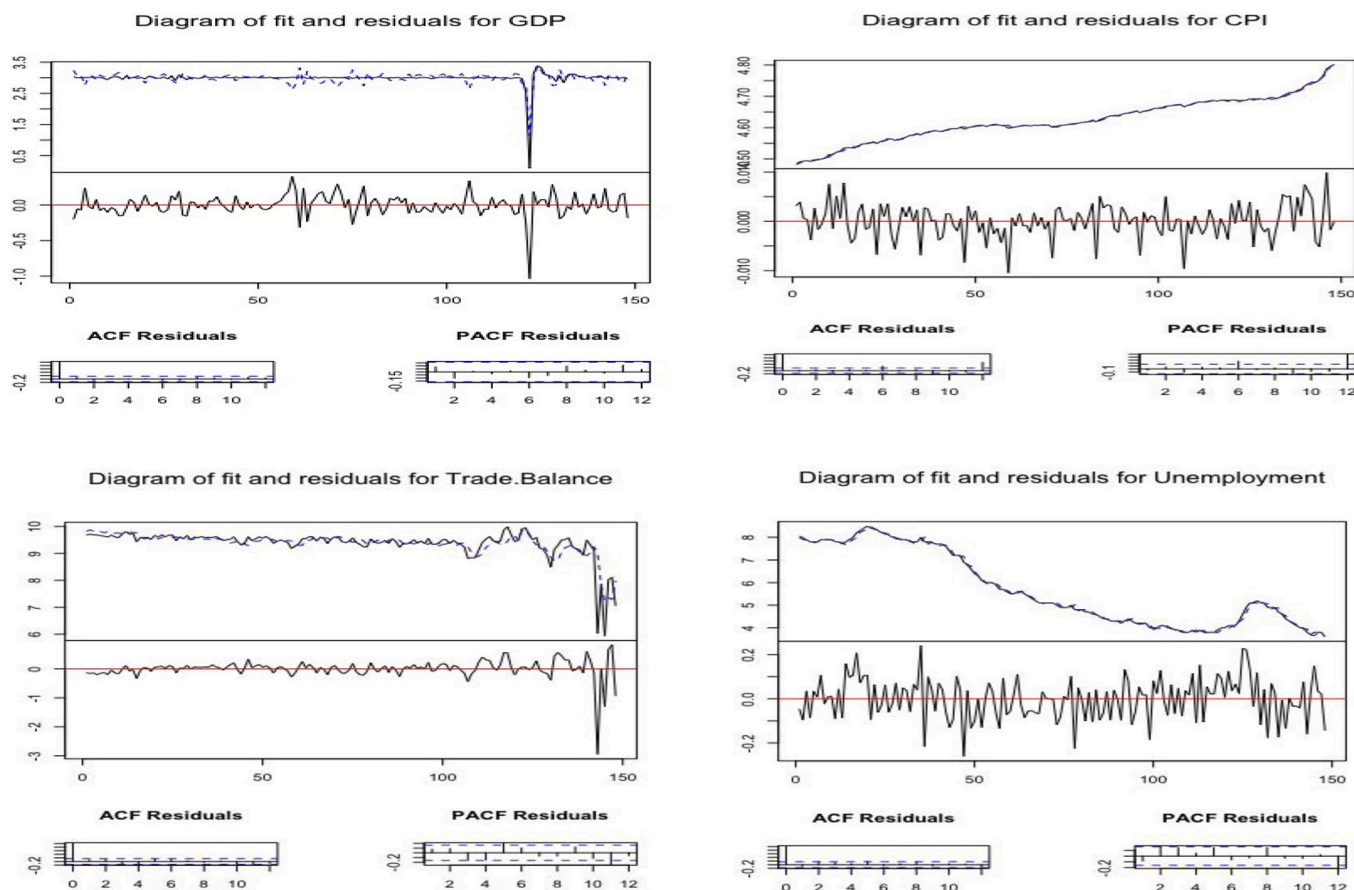 Diagram of fit and residuals for GDP
3.5
2.5
1.5
0.5
0.0
-0.5
-1.0
0 50 100 150
ACF Residuals
-0.2
0 2 4 6 8 10
PACF Residuals
-0.15
2 4 6 8 10 12
Diagram of fit and residuals for CPI
4.80
4.70
4.60
0.000
-0.010
0 50 100 150
ACF Residuals
-0.2
0 2 4 6 8 10
PACF Residuals
-0.1
2 4 6 8 10 12
Diagram of fit and residuals for Trade.Balance
10
9
8
7
6
0
-1
-2
-3
0 50 100 150
ACF Residuals
-0.2
0 2 4 6 8 10
PACF Residuals
-0.2
2 4 6 8 10 12
Diagram of fit and residuals for Unemployment
8
7
6
5
4
0.2
0.0
-0.2
0 50 100 150
ACF Residuals
-0.2
0 2 4 6 8 10
PACF Residuals
-0.2
2 4 6 8 10 12